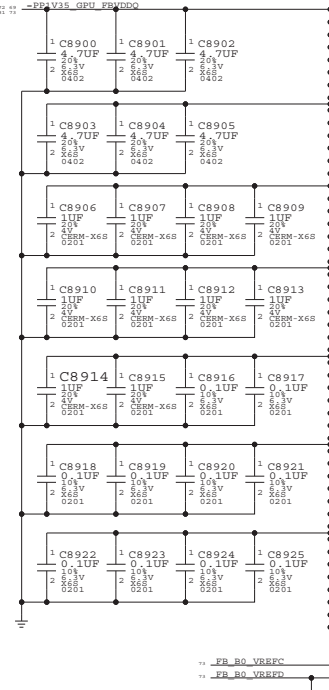 =PP1V35_GPU_FBVDDQ
C8900 C8901 C8902
4.7UF 4.7UF 4.7UF
20% 20% 20%
6.3V 6.3V 6.3V
X6S X6S X6S
0402 0402 0402
C8903 C8904 C8905
4.7UF 4.7UF 4.7UF
20% 20% 20%
6.3V 6.3V 6.3V
X6S X6S X6S
0402 0402 0402
C8906 C8907 C8908 C8909
1UF 1UF 1UF 1UF
20% 20% 20% 20%
4V 4V 4V 4V
CERM-X6S CERM-X6S CERM-X6S CERM-X6S
0201 0201 0201 0201
C8910 C8911 C8912 C8913
1UF 1UF 1UF 1UF
20% 20% 20% 20%
4V 4V 4V 4V
CERM-X6S CERM-X6S CERM-X6S CERM-X6S
0201 0201 0201 0201
C8914 C8915 C8916 C8917
1UF 1UF 0.1UF 0.1UF
20% 20% 10% 10%
4V 4V 6.3V 6.3V
CERM-X6S CERM-X6S X6S X6S
0201 0201 0201 0201
C8918 C8919 C8920 C8921
0.1UF 0.1UF 0.1UF 0.1UF
10% 10% 10% 10%
6.3V 6.3V 6.3V 6.3V
X6S X6S X6S X6S
0201 0201 0201 0201
C8922 C8923 C8924 C8925
0.1UF 0.1UF 0.1UF 0.1UF
10% 10% 10% 10%
6.3V 6.3V 6.3V 6.3V
X6S X6S X6S X6S
0201 0201 0201 0201
FB_B0_VREFC
FB_B0_VREFD